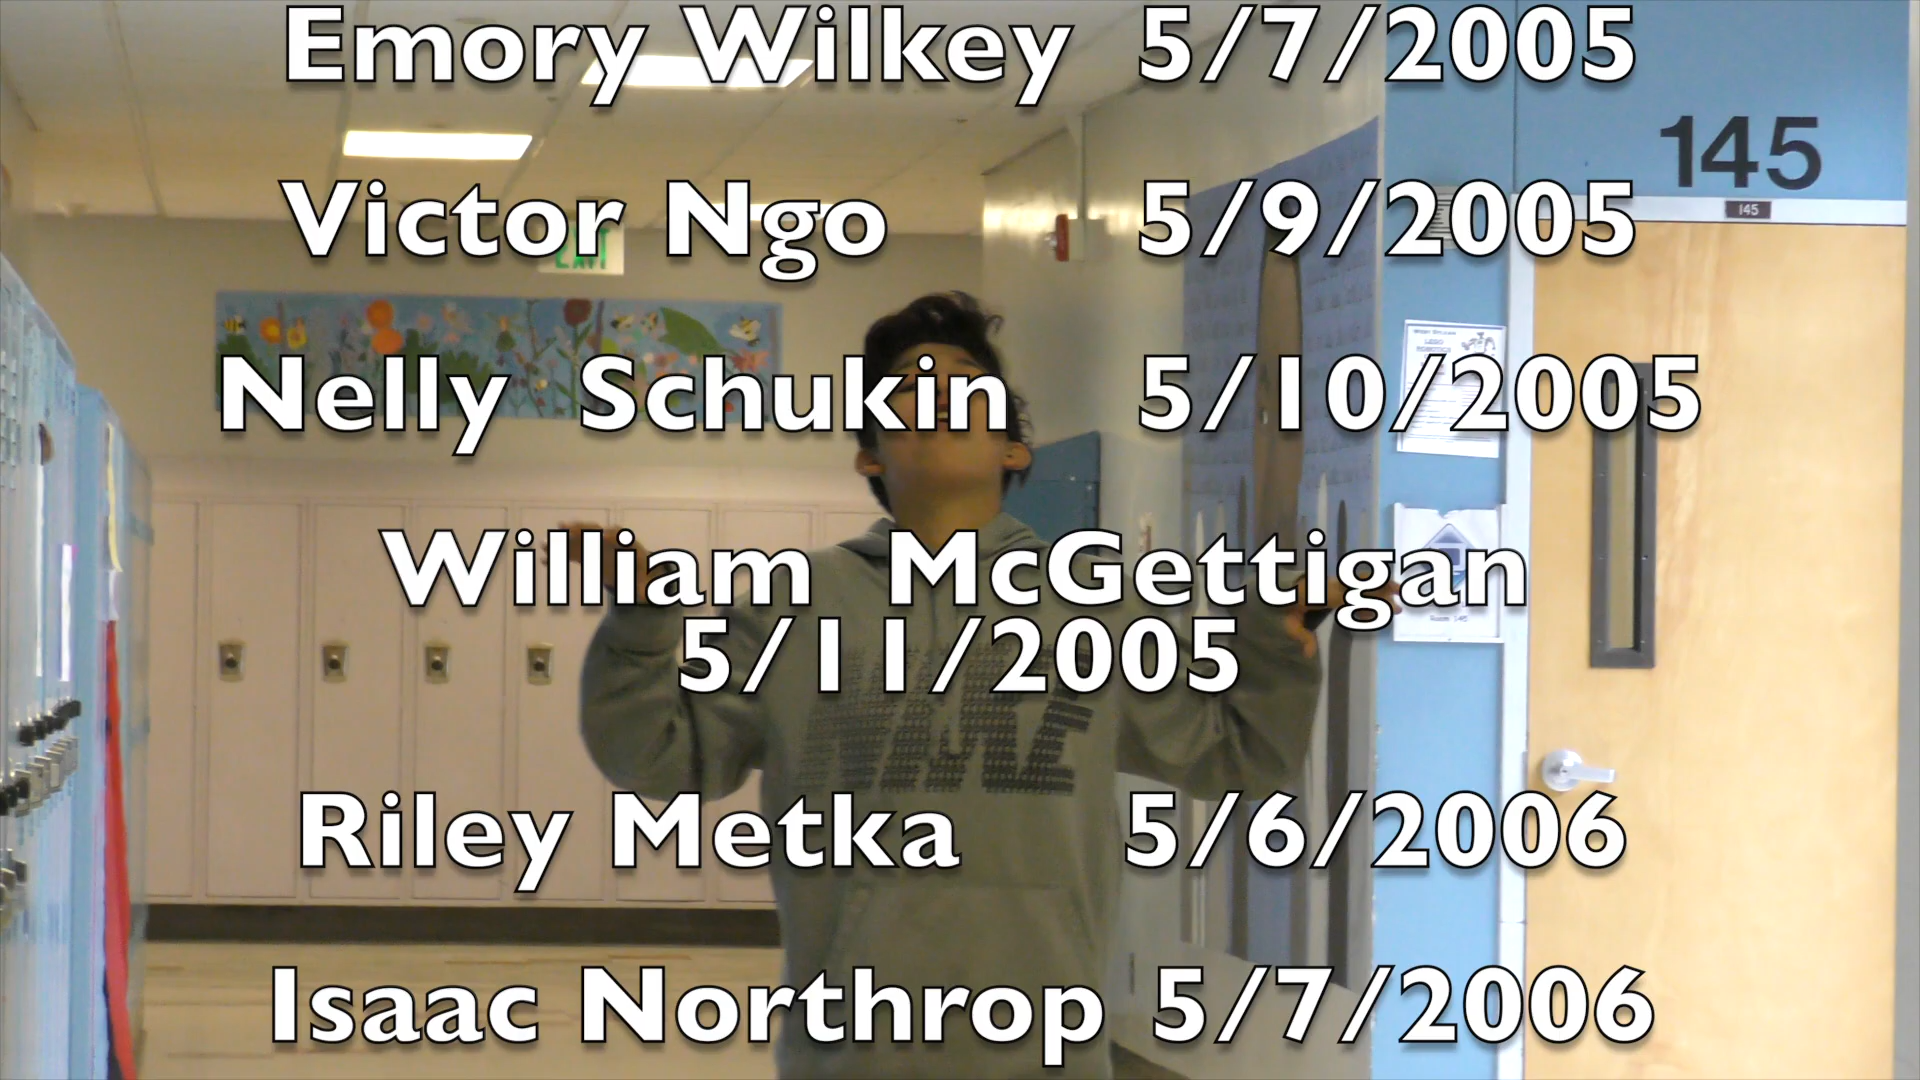 Emory Wilkey 5/7/2005
145
145
Victor Ngo 5/9/2005
EXIT
Nelly Schukin 5/10/2005
William McGettigan
5/11/2005
NIKE
Riley Metka 5/6/2006
Isaac Northrop 5/7/2006